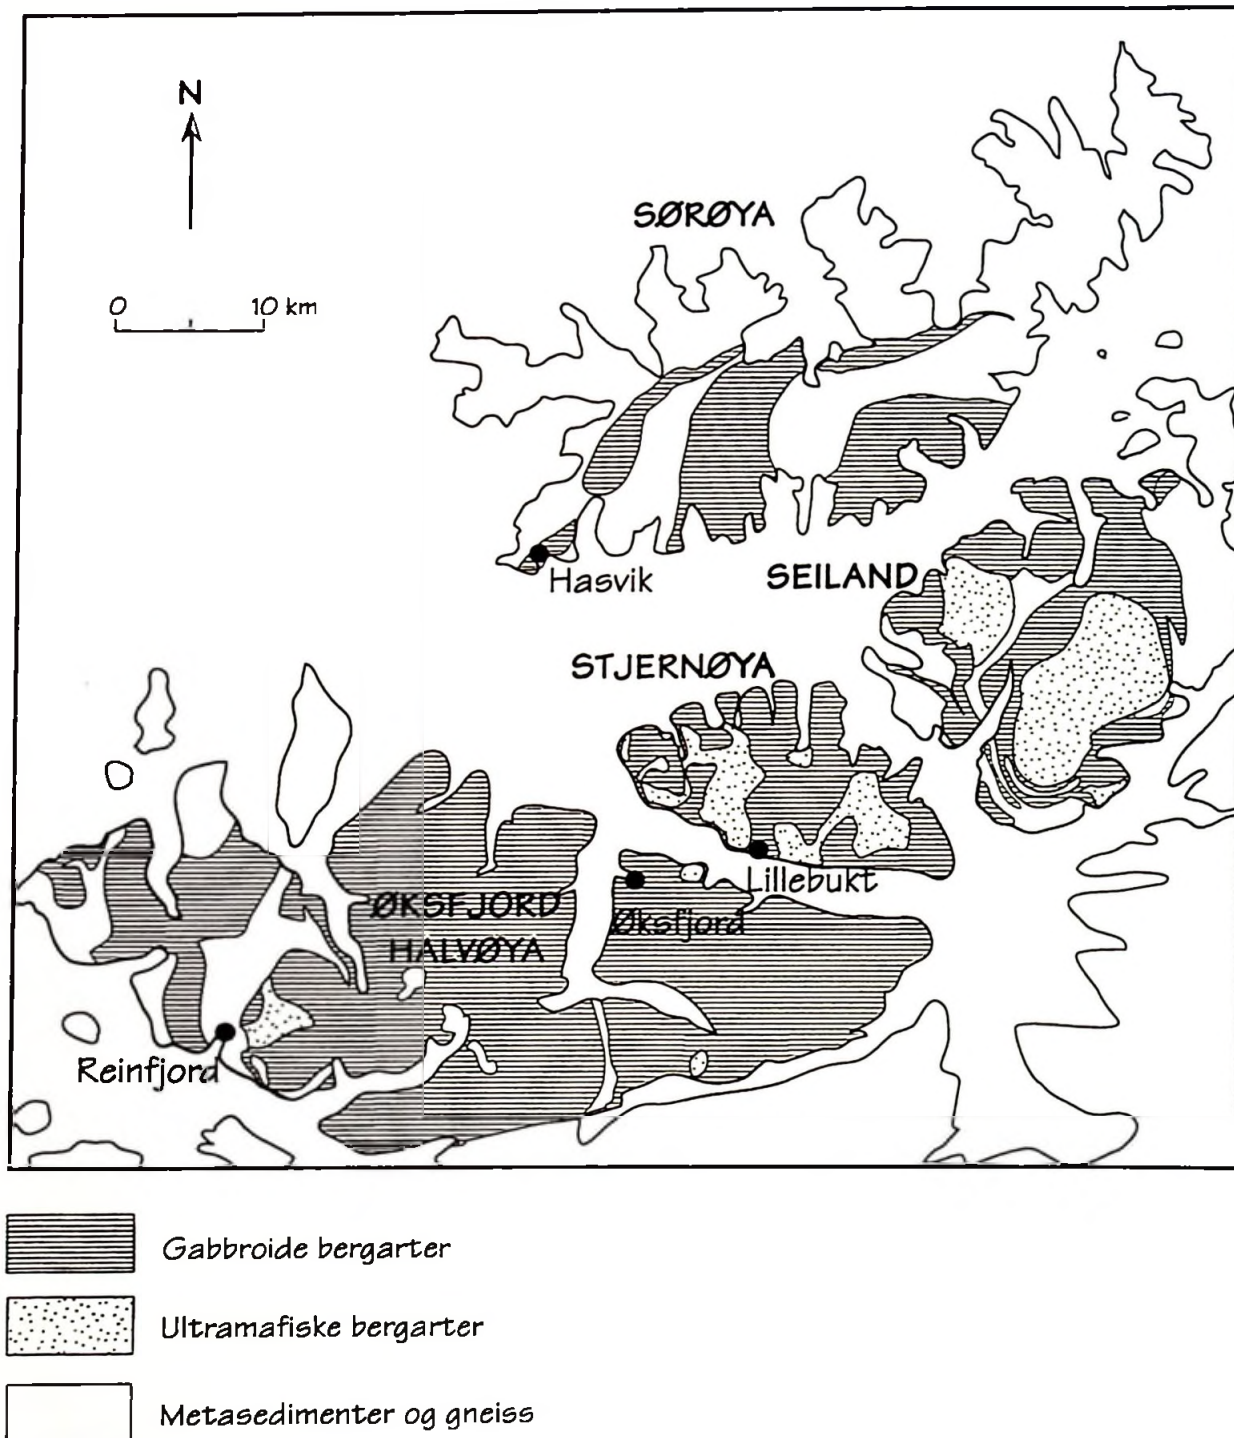 N
SØRØYA
0 10 km
Hasvik
SEILAND
STJERNØYA
Lillebukt
ØKSFJORD
Øksfjord
HALVØYA
Reinfjord
Gabbroide bergarter
Ultramafiske bergarter
Metasedimenter og gneiss